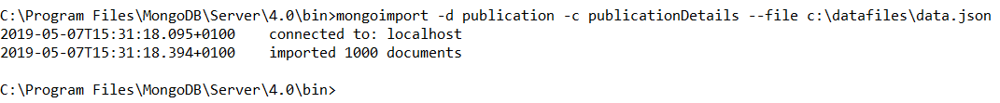 C:\Program Files\MongoDB\Server\4.0\bin>mongoimport -d publication -c publicationDetails --file c:\datafiles\data.json
2019-05-07T15:31:18.095+0100    connected to: localhost
2019-05-07T15:31:18.394+0100    imported 1000 documents
C:\Program Files\MongoDB\Server\4.0\bin>